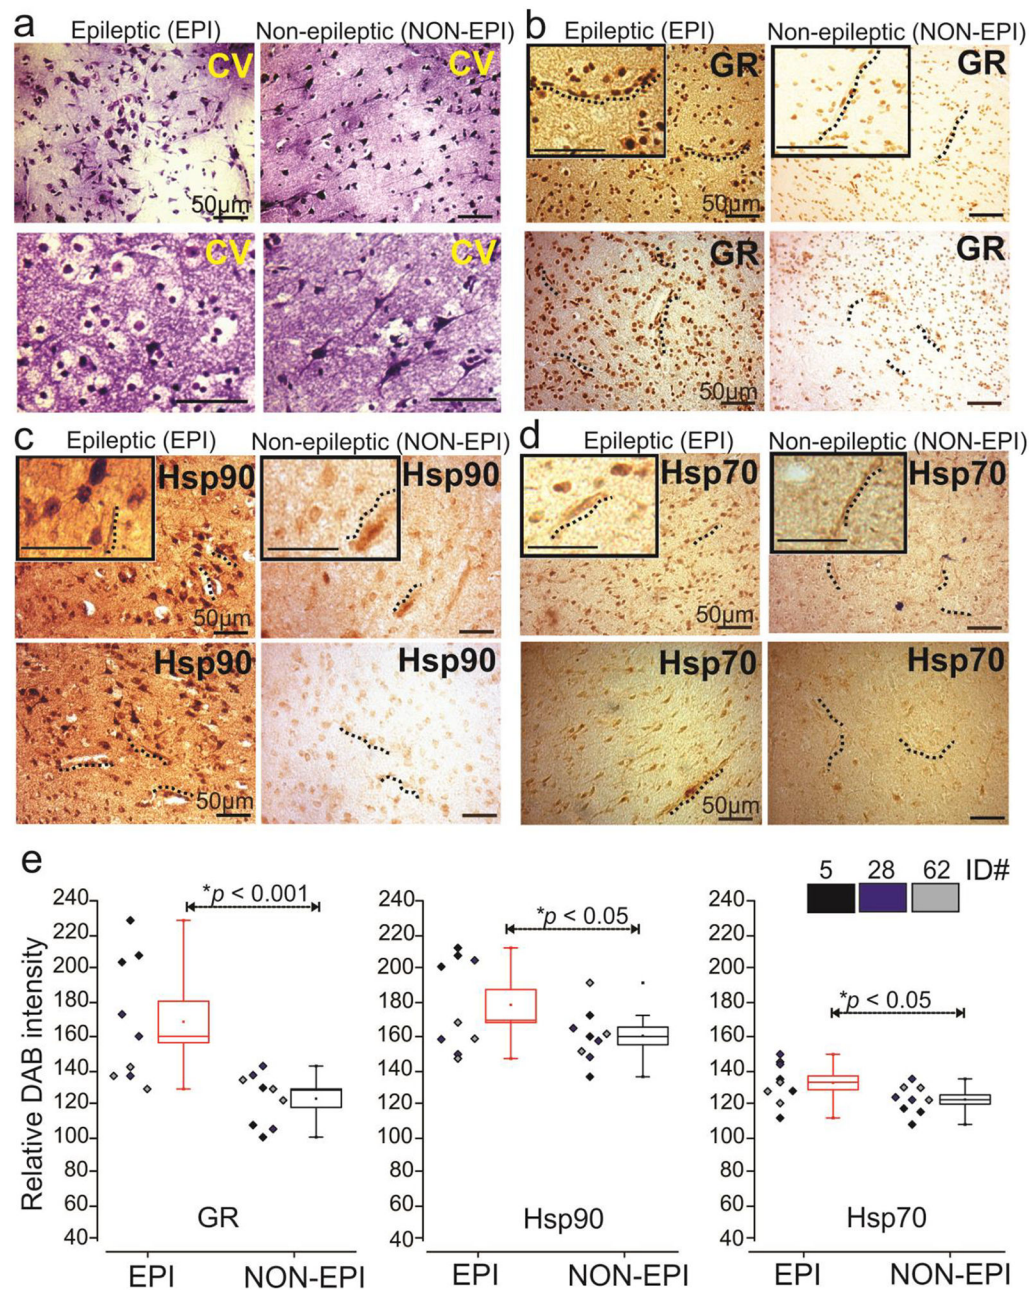 a
Epileptic (EPI)
Non-epileptic (NON-EPI)
CV
CV
50µm
CV
CV
b
Epileptic (EPI)
Non-epileptic (NON-EPI)
GR
GR
50µm
GR
GR
50µm
c
Epileptic (EPI)
Non-epileptic (NON-EPI)
Hsp90
Hsp90
50µm
Hsp90
Hsp90
50µm
d
Epileptic (EPI)
Non-epileptic (NON-EPI)
Hsp70
Hsp70
50µm
Hsp70
Hsp70
50µm
e
5 28 62 ID#
Relative DAB intensity
240
220
200
180
160
140
120
100
80
60
40
*p < 0.001
GR
EPI NON-EPI
240
220
200
180
160
140
120
100
80
60
40
*p < 0.05
Hsp90
EPI NON-EPI
240
220
200
180
160
140
120
100
80
60
40
*p < 0.05
Hsp70
EPI NON-EPI